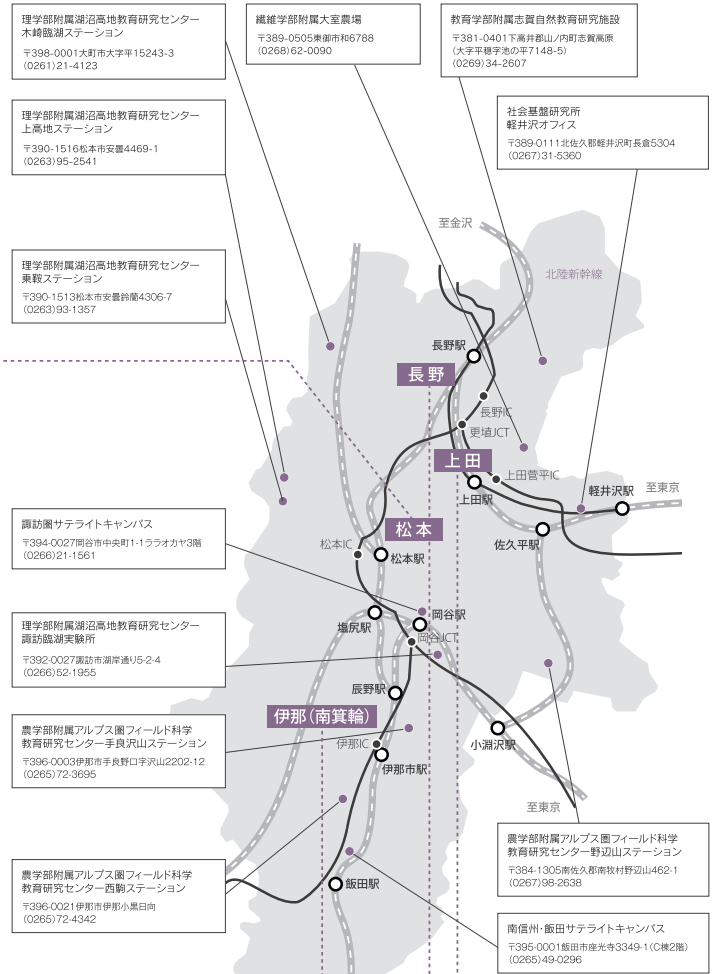 理学部附属湖沼高地教育研究センター
木崎臨湖ステーション
〒398-0001大町市大字平15243-3
(0261)21-4123
繊維学部附属大室農場
〒389-0505東御市和6788
(0268)62-0090
教育学部附属志賀自然教育研究施設
〒381-0401下高井郡山ノ内町志賀高原
(大字平穏字池の平7148-5)
(0269)34-2607
理学部附属湖沼高地教育研究センター
上高地ステーション
〒390-1516松本市安曇4469-1
(0263)95-2541
社会基盤研究所
軽井沢オフィス
〒389-0111北佐久郡軽井沢町長倉5304
(0267)31-5360
理学部附属湖沼高地教育研究センター
乗鞍ステーション
〒390-1513松本市安曇鈴蘭4306-7
(0263)93-1357
至金沢
北陸新幹線
長野駅
長野
長野IC
更埴JCT
上田
上田菅平IC
上田駅
軽井沢駅
至東京
佐久平駅
松本
松本IC
松本駅
諏訪圏サテライトキャンパス
〒394-0027岡谷市中央町1-1ララオカヤ3階
(0266)21-1561
塩尻駅
岡谷駅
岡谷JCT
理学部附属湖沼高地教育研究センター
諏訪臨湖実験所
〒392-0027諏訪市湖岸通り5-2-4
(0266)52-1955
辰野駅
伊那(南箕輪)
伊那IC
伊那市駅
小淵沢駅
至東京
農学部附属アルプス圏フィールド科学
教育研究センター手良沢山ステーション
〒396-0003伊那市手良野口字沢山2202-12
(0265)72-3695
農学部附属アルプス圏フィールド科学
教育研究センター野辺山ステーション
〒384-1305南佐久郡南牧村野辺山462-1
(0267)98-2638
農学部附属アルプス圏フィールド科学
教育研究センター西駒ステーション
〒396-0021伊那市伊那小黒日向
(0265)72-4342
飯田駅
南信州・飯田サテライトキャンパス
〒395-0001飯田市座光寺3349-1(C棟2階)
(0265)49-0296